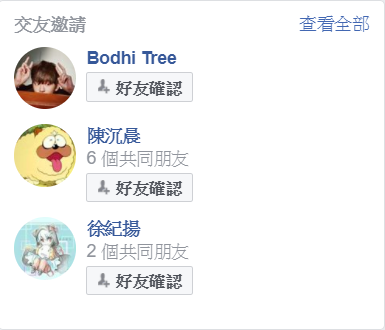 交友邀請 查看全部
Bodhi Tree
好友確認
陳沉晨
6 個共同朋友
好友確認
徐紀揚
2 個共同朋友
好友確認